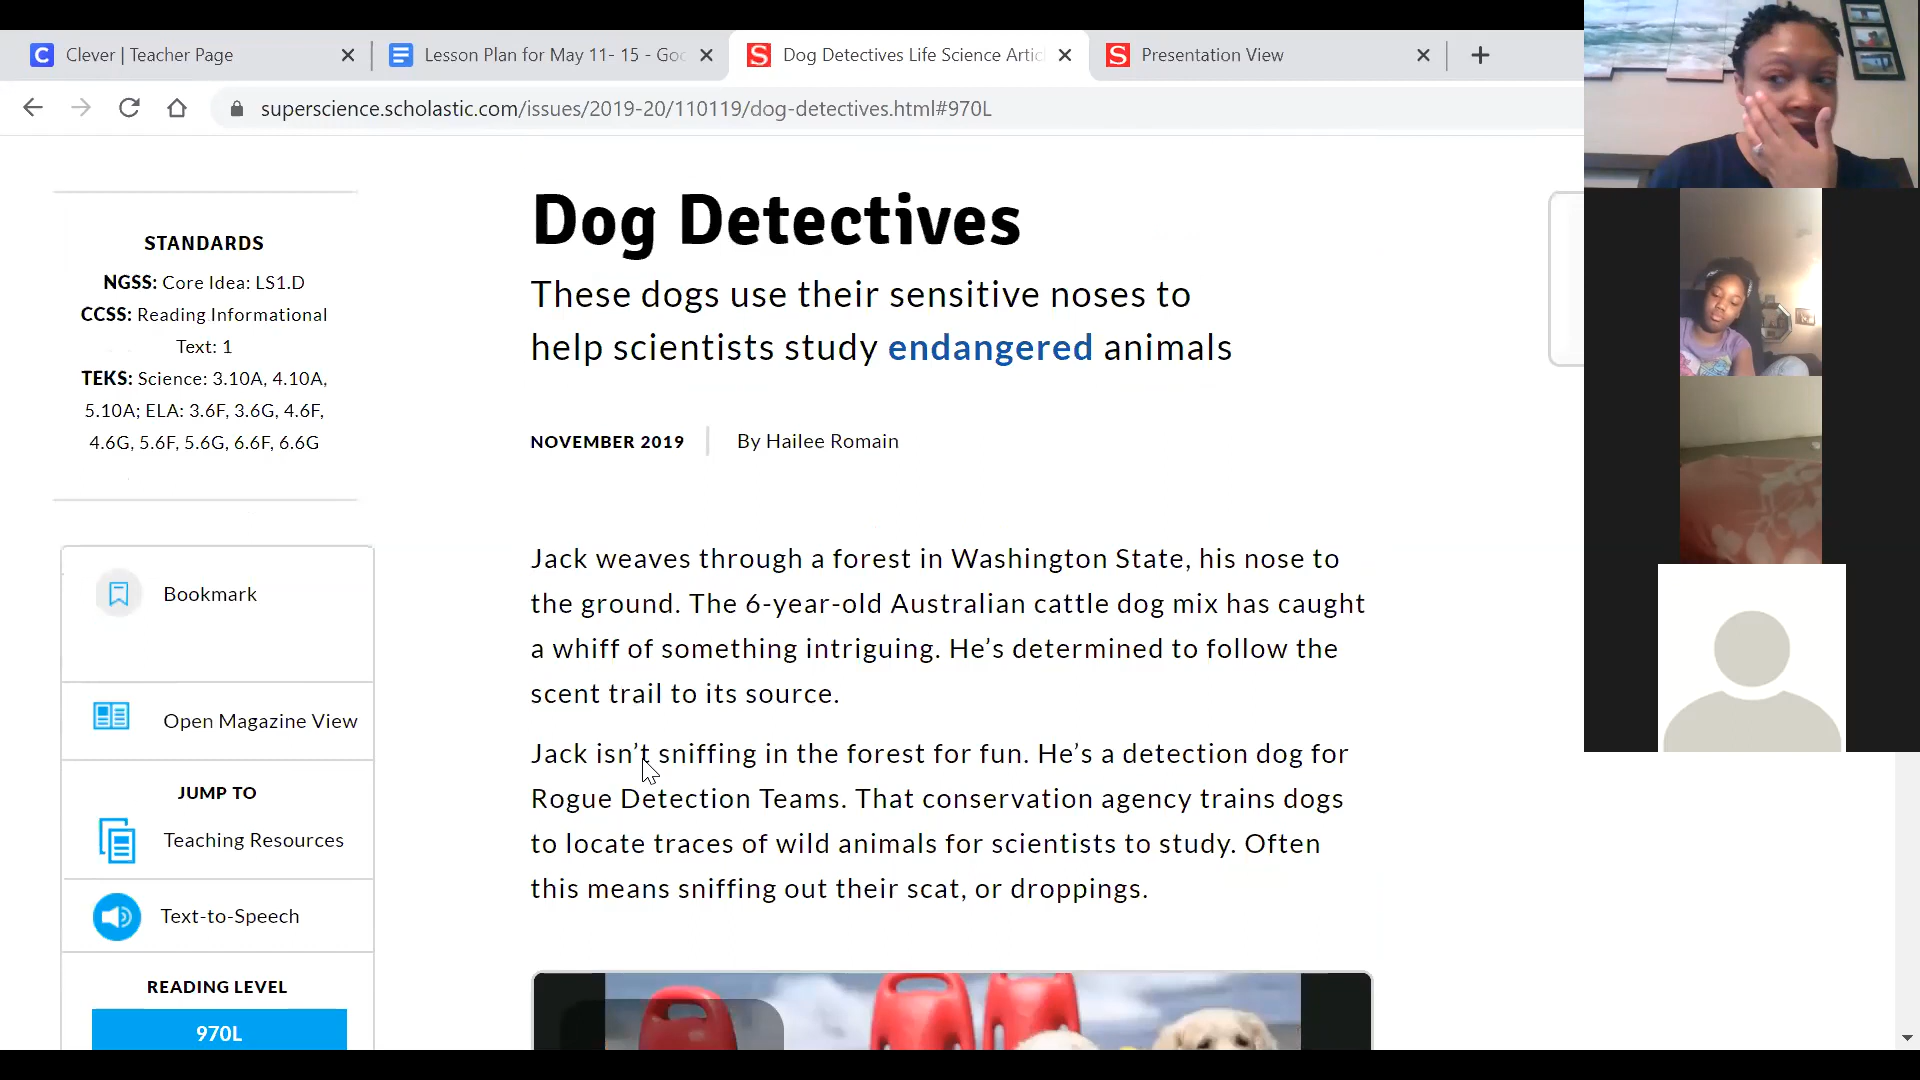 Clever | Teacher Page
Lesson Plan for May 11- 15 - Goo
Dog Detectives Life Science Artic
Presentation View
superscience.scholastic.com/issues/2019-20/110119/dog-detectives.html#970L
STANDARDS
NGSS: Core Idea: LS1.D
CCSS: Reading Informational
Text: 1
TEKS: Science: 3.10A, 4.10A,
5.10A; ELA: 3.6F, 3.6G, 4.6F,
4.6G, 5.6F, 5.6G, 6.6F, 6.6G
Bookmark
Open Magazine View
JUMP TO
Teaching Resources
Text-to-Speech
READING LEVEL
970L
Dog Detectives
These dogs use their sensitive noses to
help scientists study endangered animals
NOVEMBER 2019
By Hailee Romain
Jack weaves through a forest in Washington State, his nose to
the ground. The 6-year-old Australian cattle dog mix has caught
a whiff of something intriguing. He’s determined to follow the
scent trail to its source.
Jack isn’t sniffing in the forest for fun. He’s a detection dog for
Rogue Detection Teams. That conservation agency trains dogs
to locate traces of wild animals for scientists to study. Often
this means sniffing out their scat, or droppings.